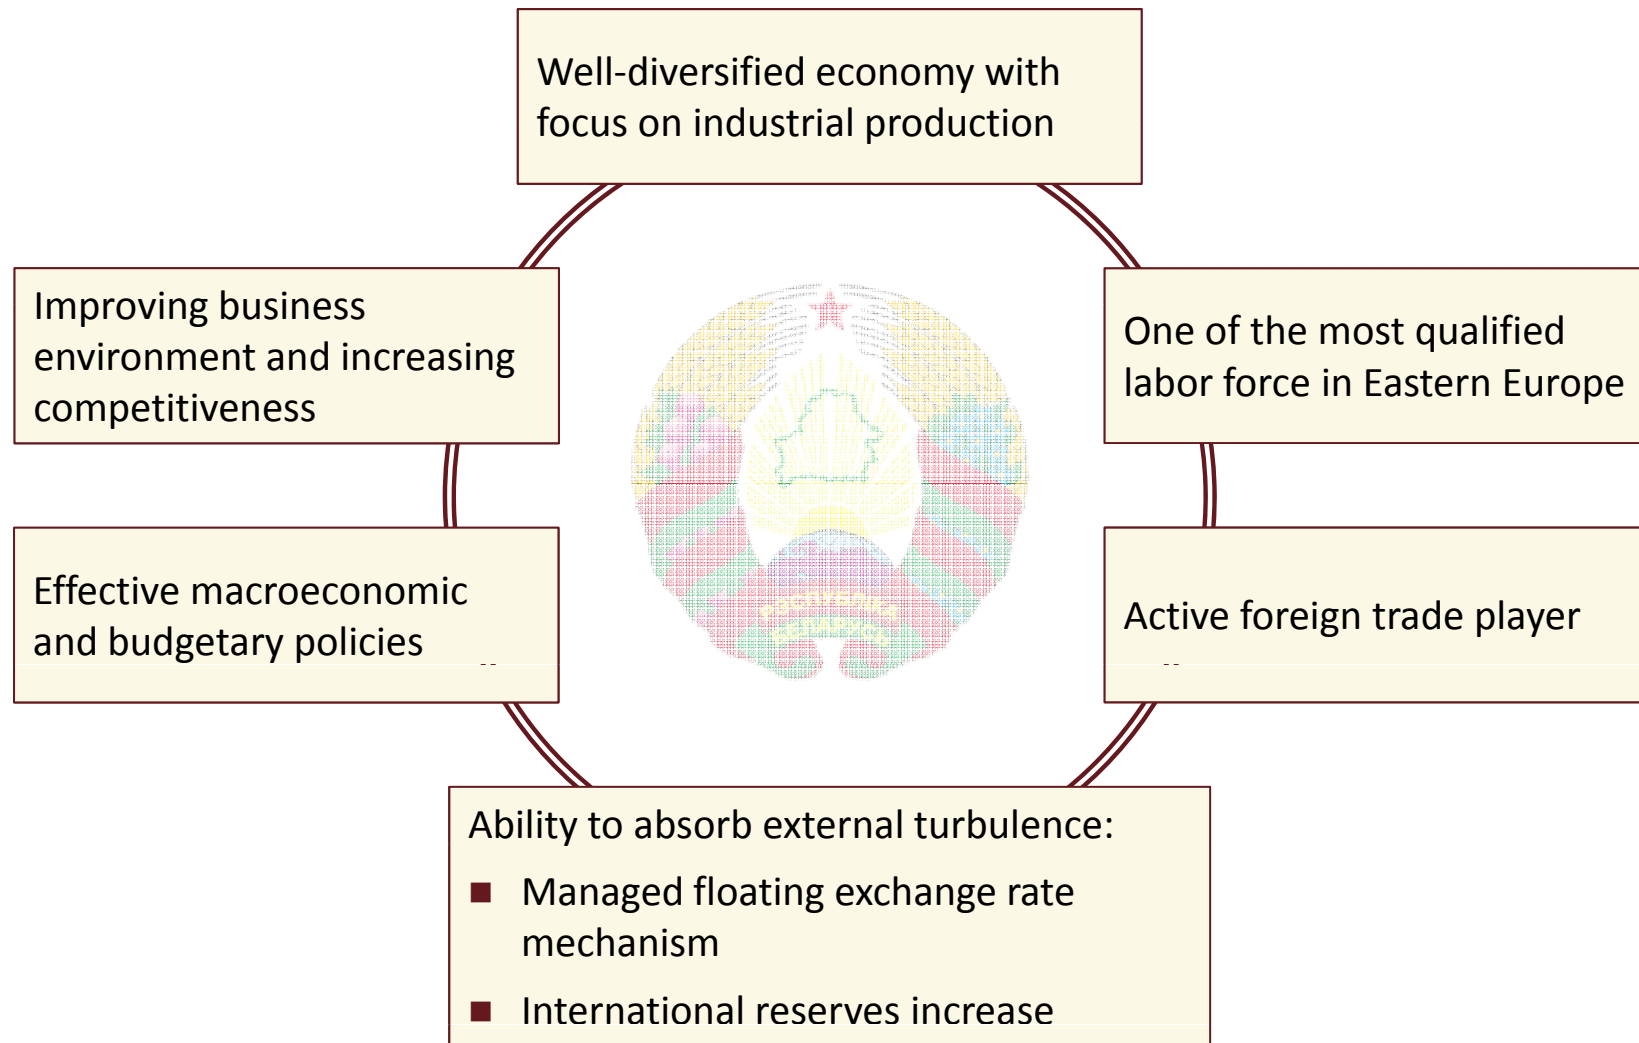 Well-diversified economy with
focus on industrial production
Improving business
environment and increasing
competitiveness
One of the most qualified
labor force in Eastern Europe
Effective macroeconomic
and budgetary policies
Active foreign trade player
Ability to absorb external turbulence:
■ Managed floating exchange rate
mechanism
■ International reserves increase